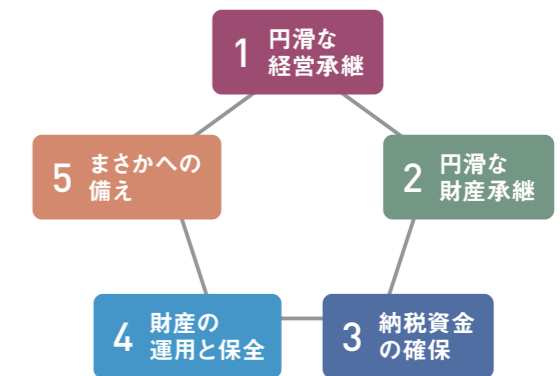 1 円滑な
経営承継
2 円滑な
財産承継
3 納税資金
の確保
4 財産の
運用と保全
5 まさかへの
備え